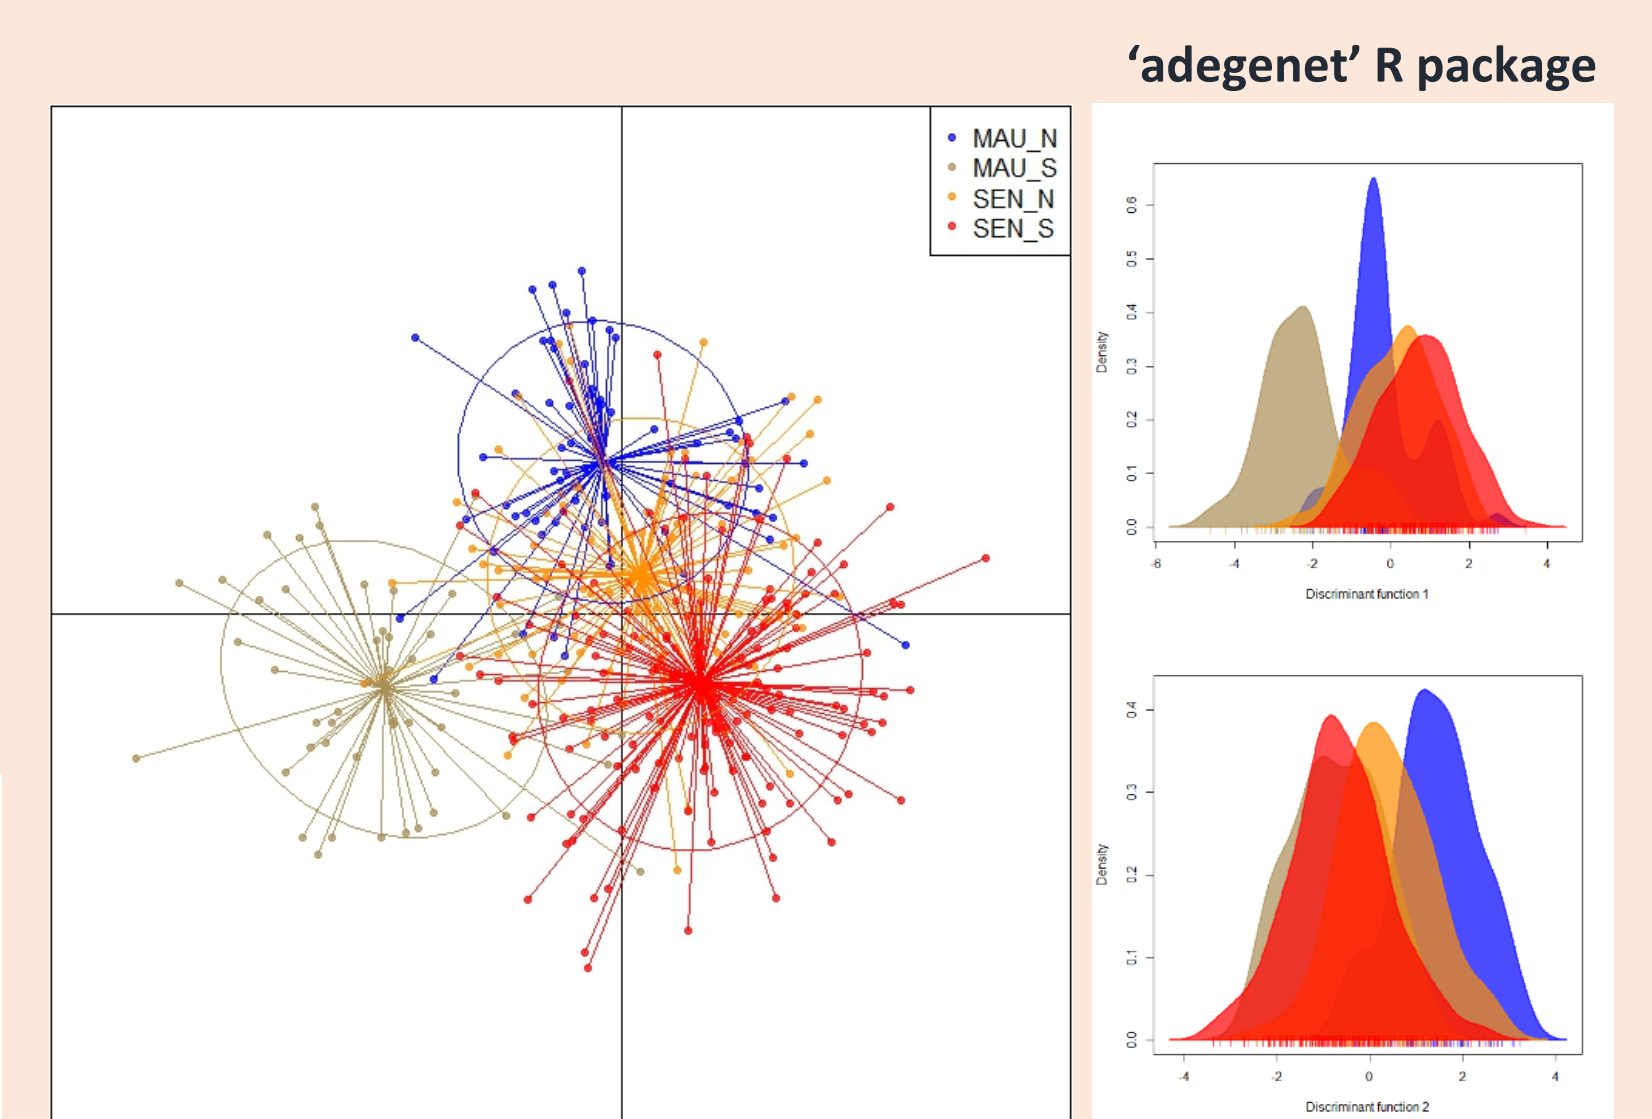 ‘adegenet’ R package
MAU_N
MAU_S
SEN_N
SEN_S
0.6
0.5
0.4
0.3
0.2
0.1
0.0
Density
-6 -4 -2 0 2 4
Discriminant function 1
0.4
0.3
0.2
0.1
0.0
Density
-4 -2 0 2 4
Discriminant function 2